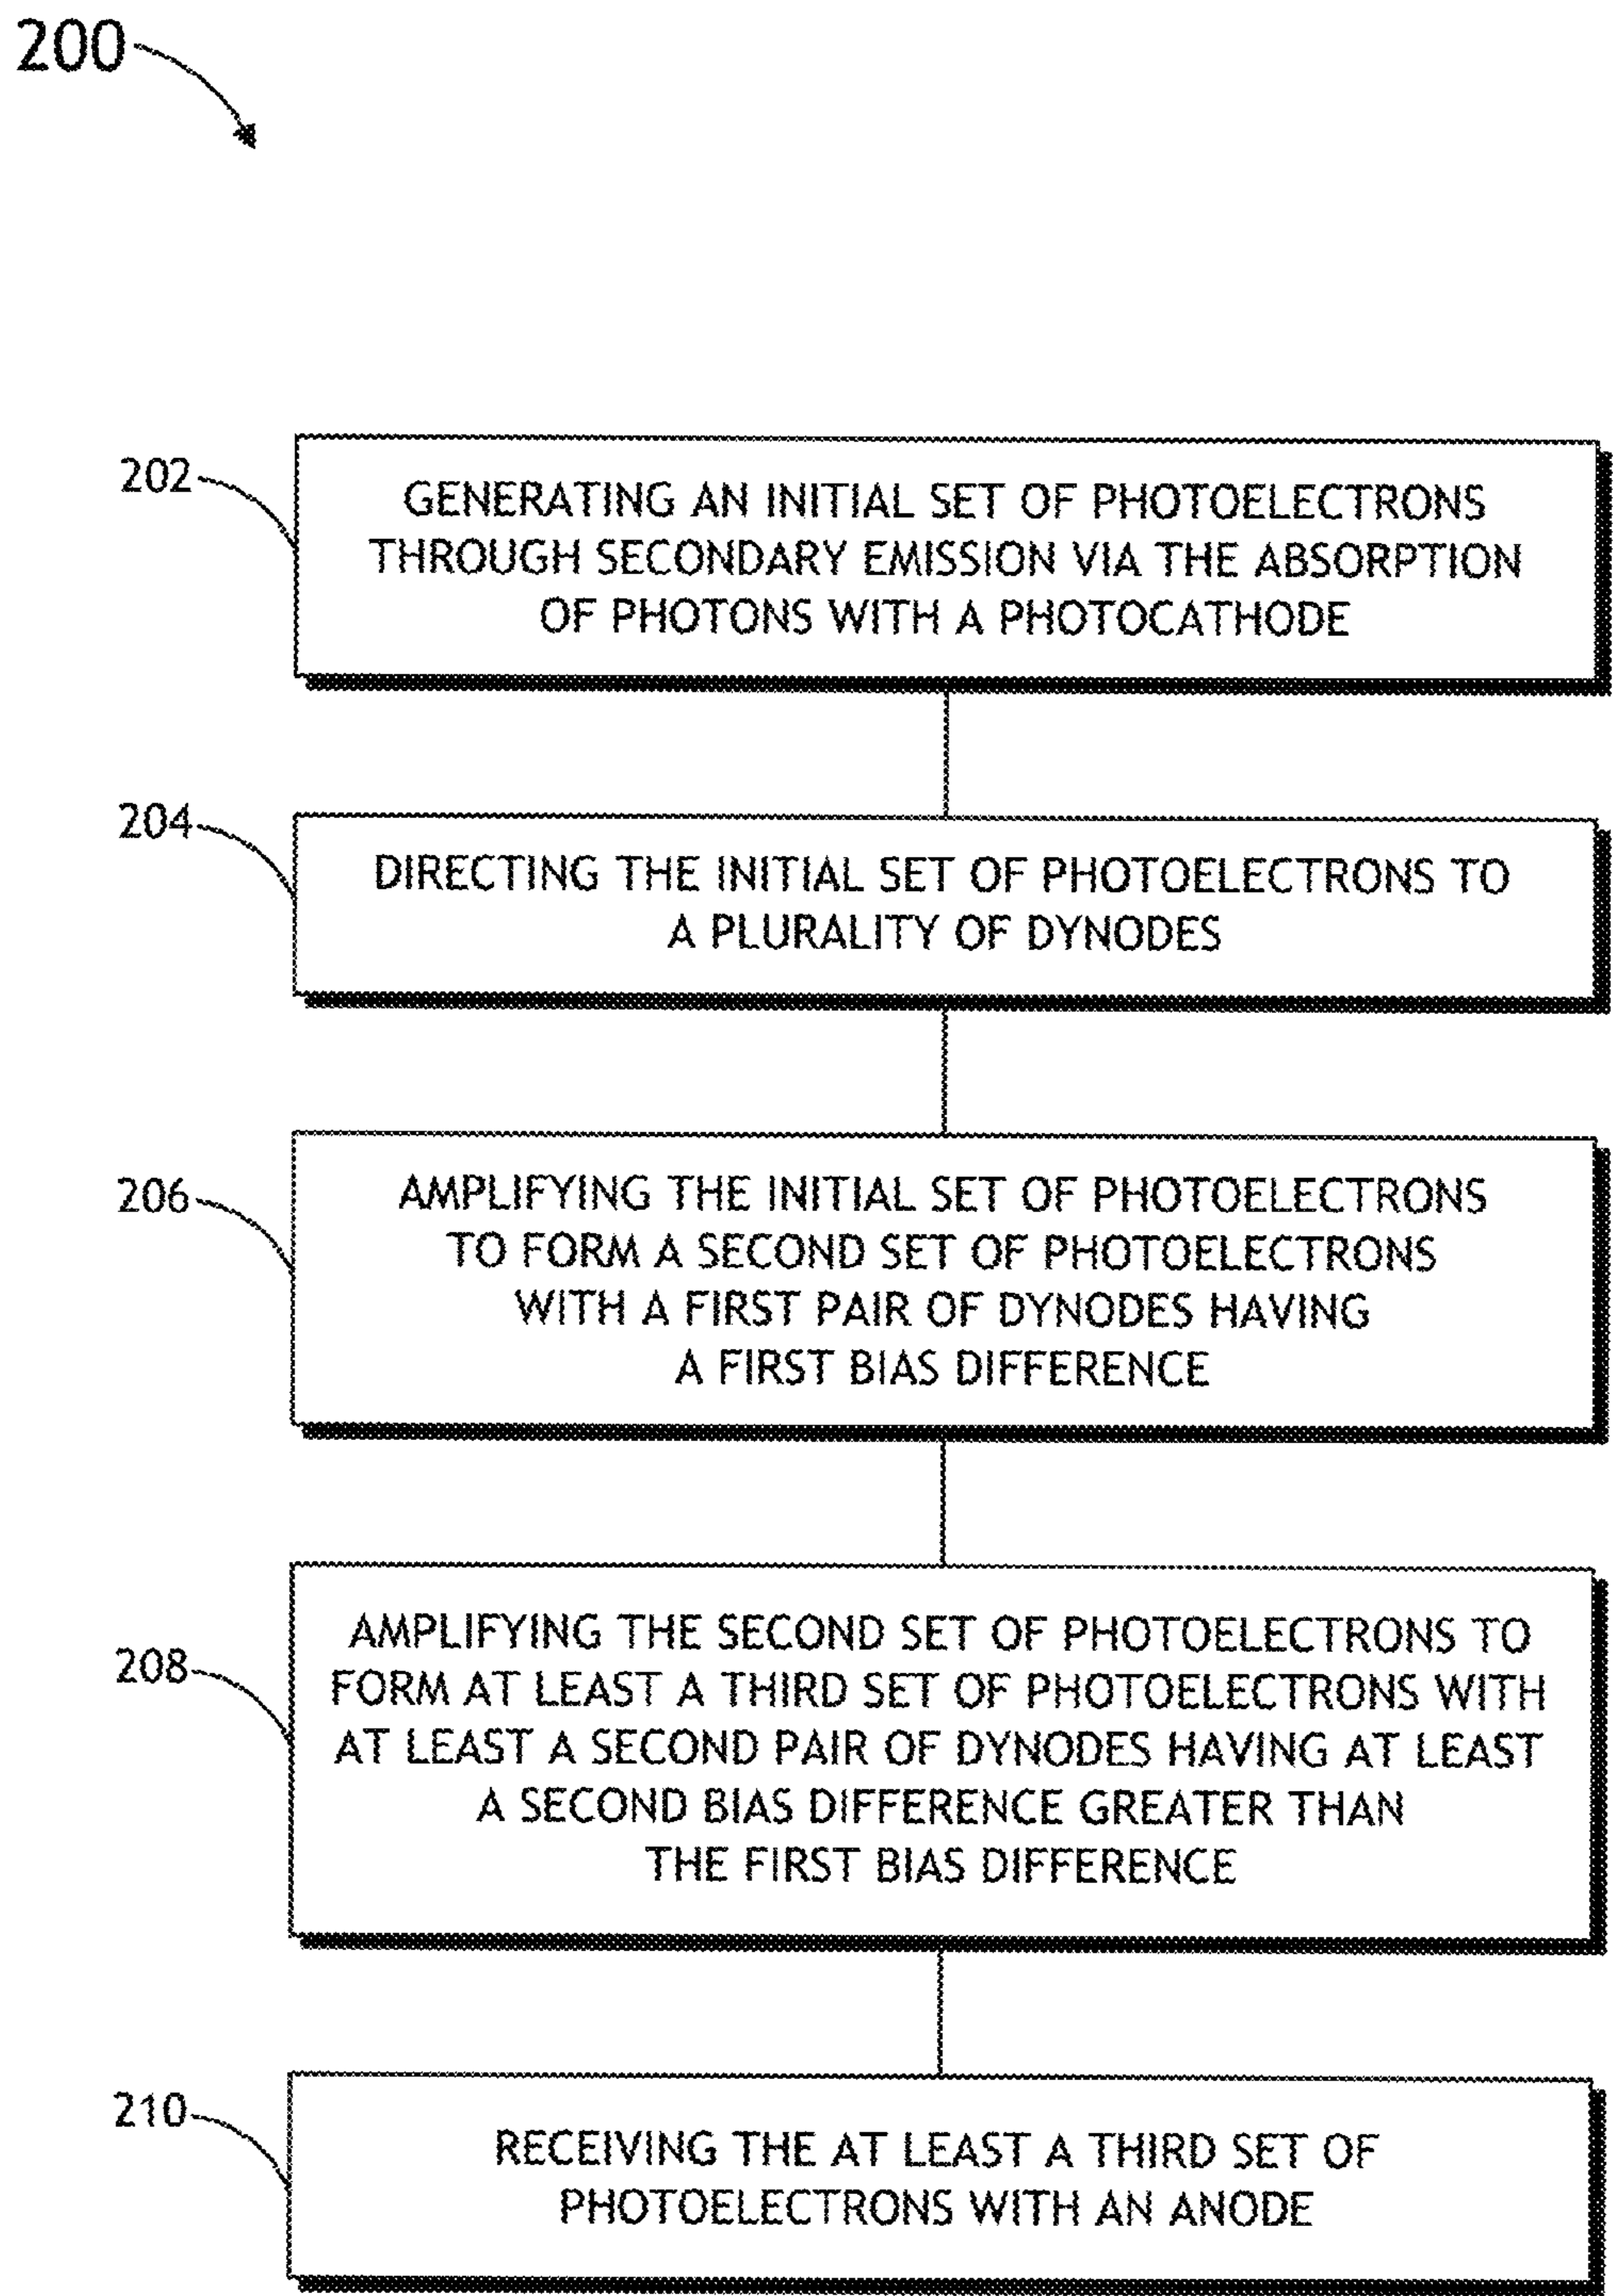 200
202
GENERATING AN INITIAL SET OF PHOTOELECTRONS
THROUGH SECONDARY EMISSION VIA THE ABSORPTION
OF PHOTONS WITH A PHOTOCATHODE
204
DIRECTING THE INITIAL SET OF PHOTOELECTRONS TO
A PLURALITY OF DYNODES
206
AMPLIFYING THE INITIAL SET OF PHOTOELECTRONS
TO FORM A SECOND SET OF PHOTOELECTRONS
WITH A FIRST PAIR OF DYNODES HAVING
A FIRST BIAS DIFFERENCE
208
AMPLIFYING THE SECOND SET OF PHOTOELECTRONS TO
FORM AT LEAST A THIRD SET OF PHOTOELECTRONS WITH
AT LEAST A SECOND PAIR OF DYNODES HAVING AT LEAST
A SECOND BIAS DIFFERENCE GREATER THAN
THE FIRST BIAS DIFFERENCE
210
RECEIVING THE AT LEAST A THIRD SET OF
PHOTOELECTRONS WITH AN ANODE